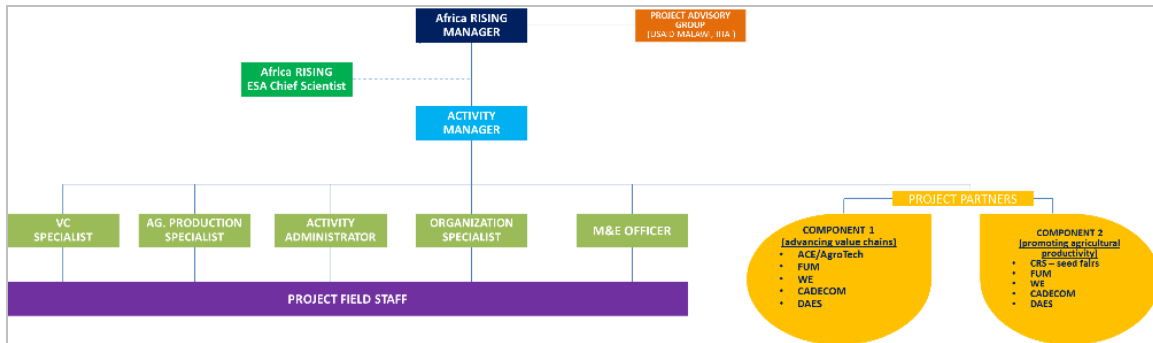 Africa RISING
MANAGER
PROJECT ADVISORY
GROUP
(USAID MALAWI, IITA )
Africa RISING
ESA Chief Scientist
ACTIVITY
MANAGER
VC
SPECIALIST
AG. PRODUCTION
SPECIALIST
ACTIVITY
ADMINISTRATOR
ORGANIZATION
SPECIALIST
M&E OFFICER
PROJECT PARTNERS
COMPONENT 1
(advancing value chains)
• ACE/AgroTech
• FUM
• WE
• CADECOM
• DAES
COMPONENT 2
(promoting agricultural
productivity)
• CRS – seed fairs
• FUM
• WE
• CADECOM
• DAES
PROJECT FIELD STAFF